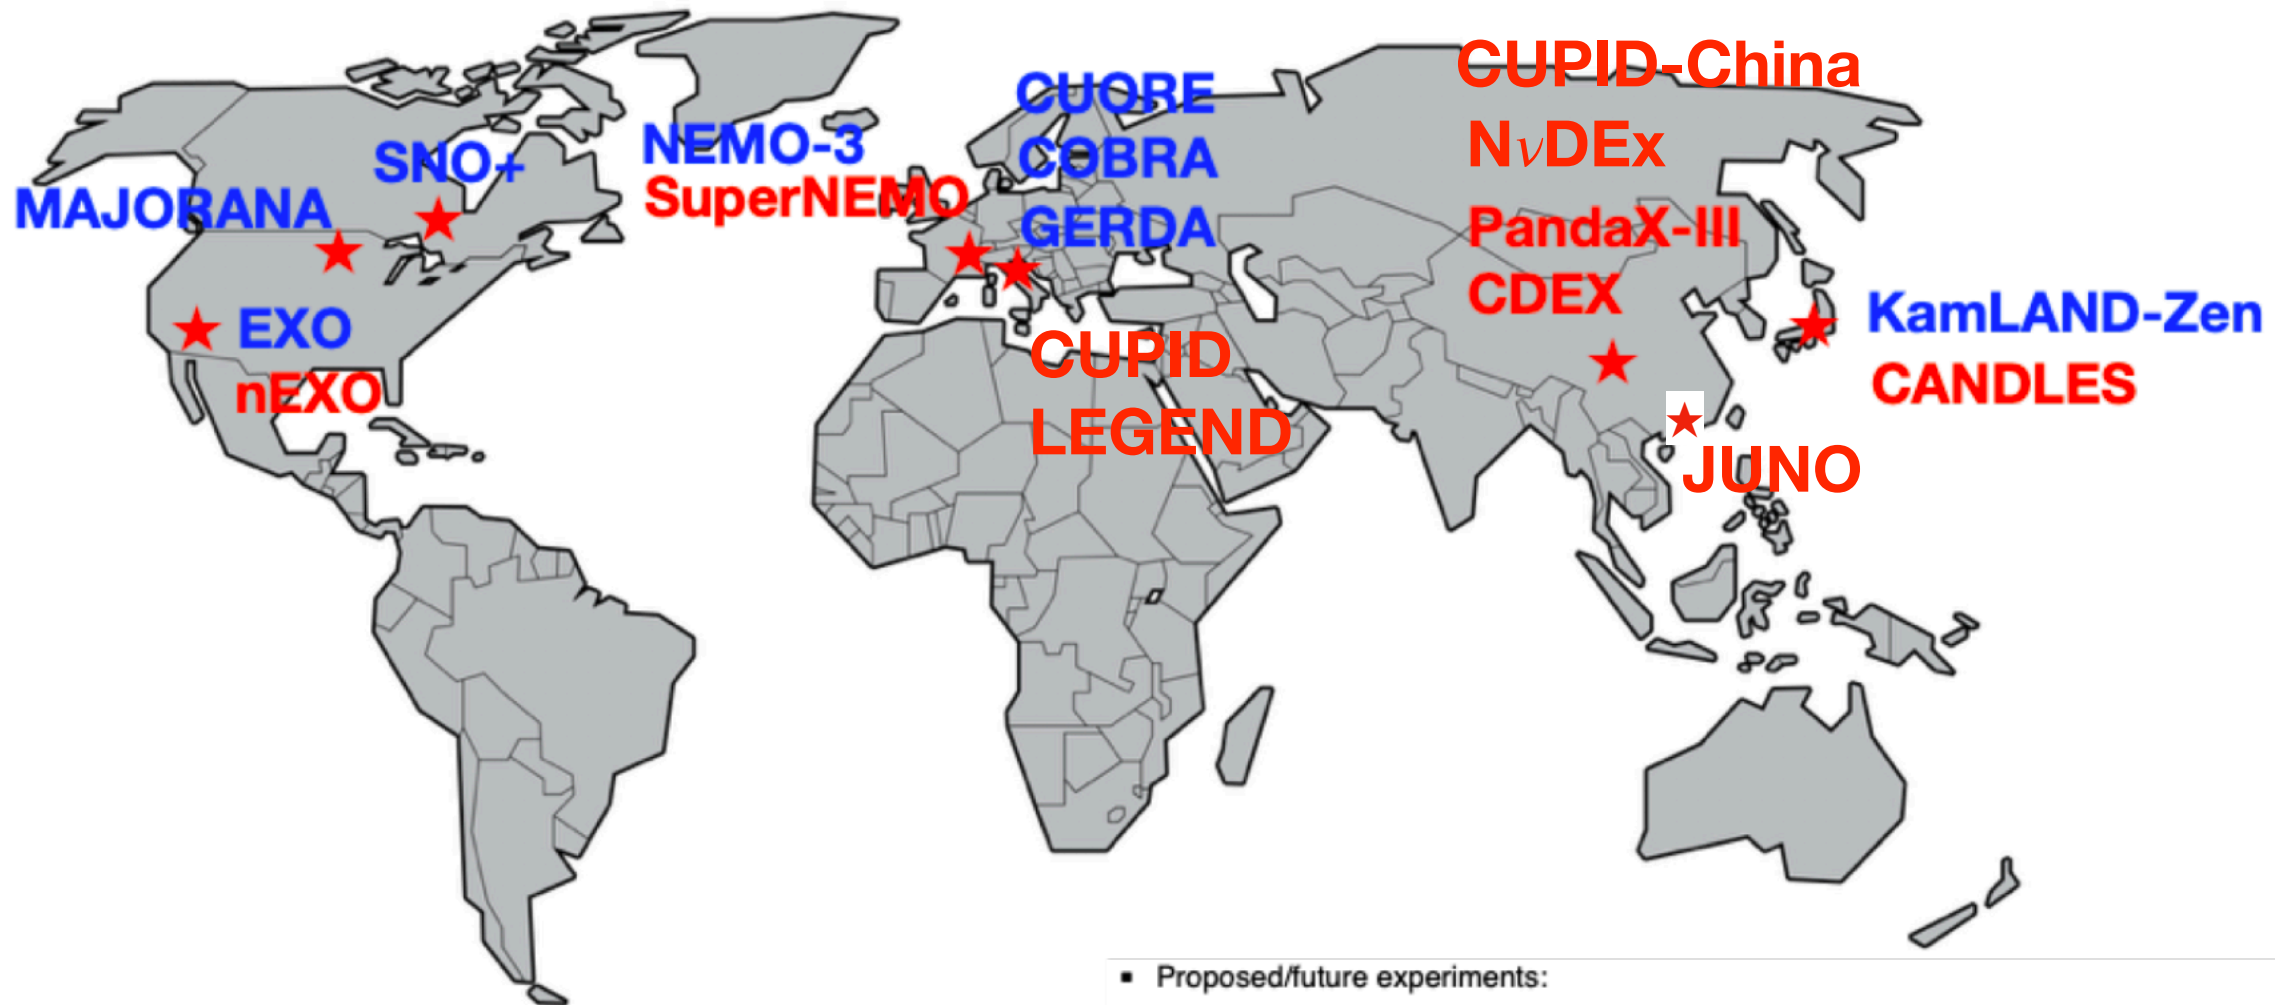 MAJORANA
SNO+
EXO
nEXO
NEMO-3
SuperNEMO
CUORE
COBRA
GERDA
CUPID
LEGEND
CUPID-China
NνDEx
PandaX-III
CDEX
JUNO
KamLAND-Zen
CANDLES
▪ Proposed/future experiments: